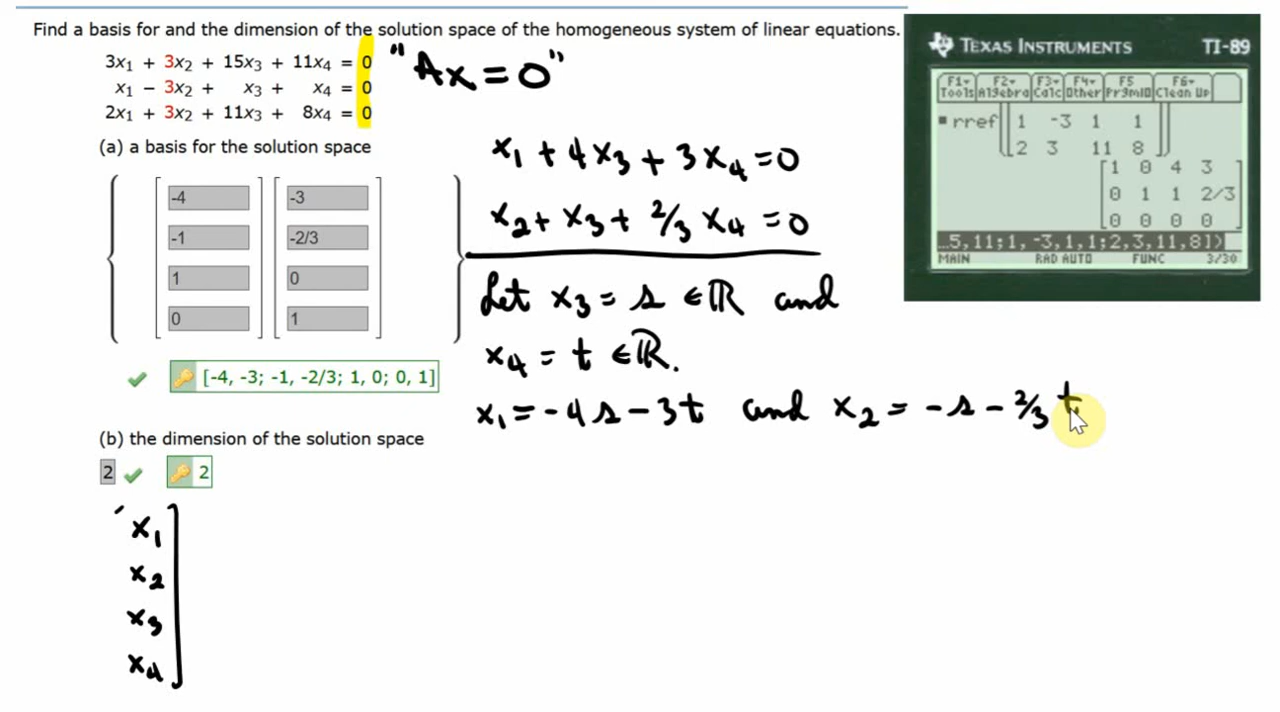 Find a basis for and the dimension of the solution space of the homogeneous system of linear equations.
3x₁ + 3x₂ + 15x₃ + 11x₄ = 0
x₁ − 3x₂ + x₃ + x₄ = 0
2x₁ + 3x₂ + 11x₃ + 8x₄ = 0
"Ax = 0"
(a) a basis for the solution space
-4 -3
-1 -2/3
1 0
0 1
[-4, -3; -1, -2/3; 1, 0; 0, 1]
(b) the dimension of the solution space
2 2
x₁
x₂
x₃
x₄
x₁ + 4x₃ + 3x₄ = 0
x₂ + x₃ + 2/3 x₄ = 0
Let x₃ = s ∈ ℝ and
x₄ = t ∈ ℝ.
x₁ = -4s - 3t and x₂ = -s - 2/3 t
TEXAS INSTRUMENTS TI-89
F1 F2 F3 F4 F5 F6
Tools Algebra Calc Other PrgmIO Clean Up
rref [1 -3 1 1
2 3 11 8]
[1 0 4 3
0 1 1 2/3
0 0 0 0]
…5,11;1,-3,1,1;2,3,11,8])
MAIN RAD AUTO FUNC 3/30